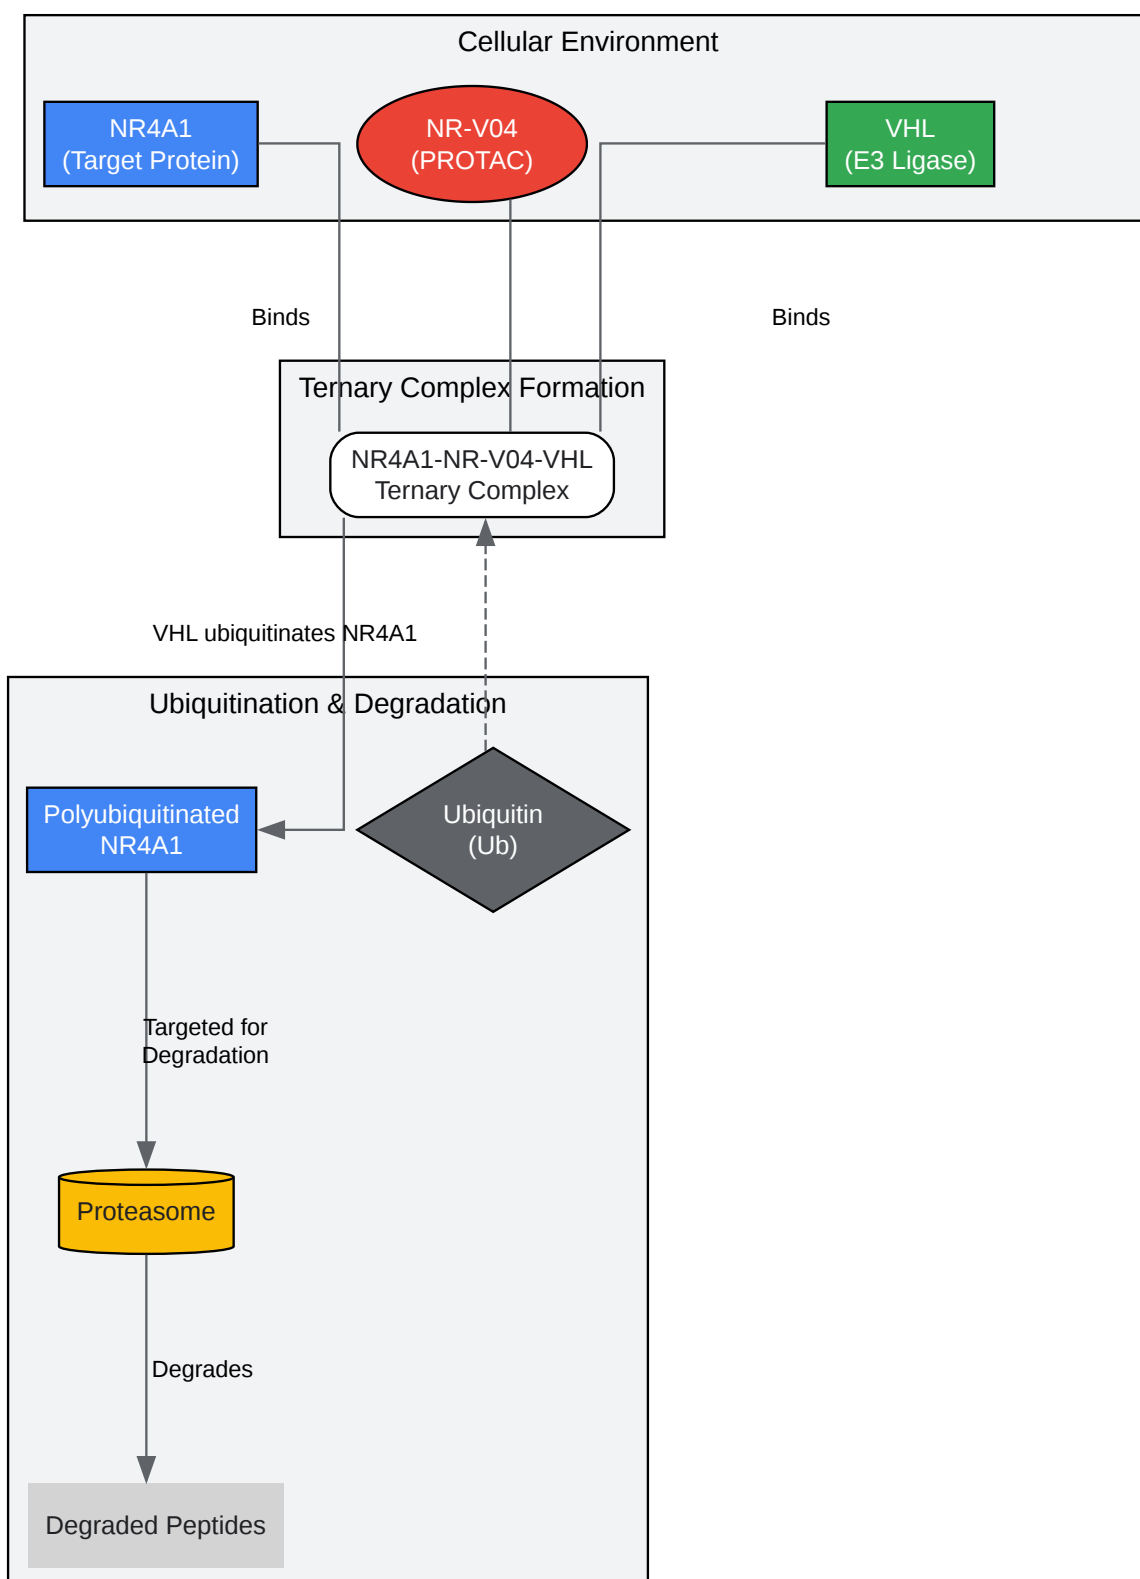 Cellular Environment
NR4A1
(Target Protein)
NR-V04
(PROTAC)
VHL
(E3 Ligase)
Binds
Binds
Ternary Complex Formation
NR4A1-NR-V04-VHL
Ternary Complex
VHL ubiquitinates NR4A1
Ubiquitination & Degradation
Polyubiquitinated
NR4A1
Ubiquitin
(Ub)
Targeted for
Degradation
Proteasome
Degrades
Degraded Peptides